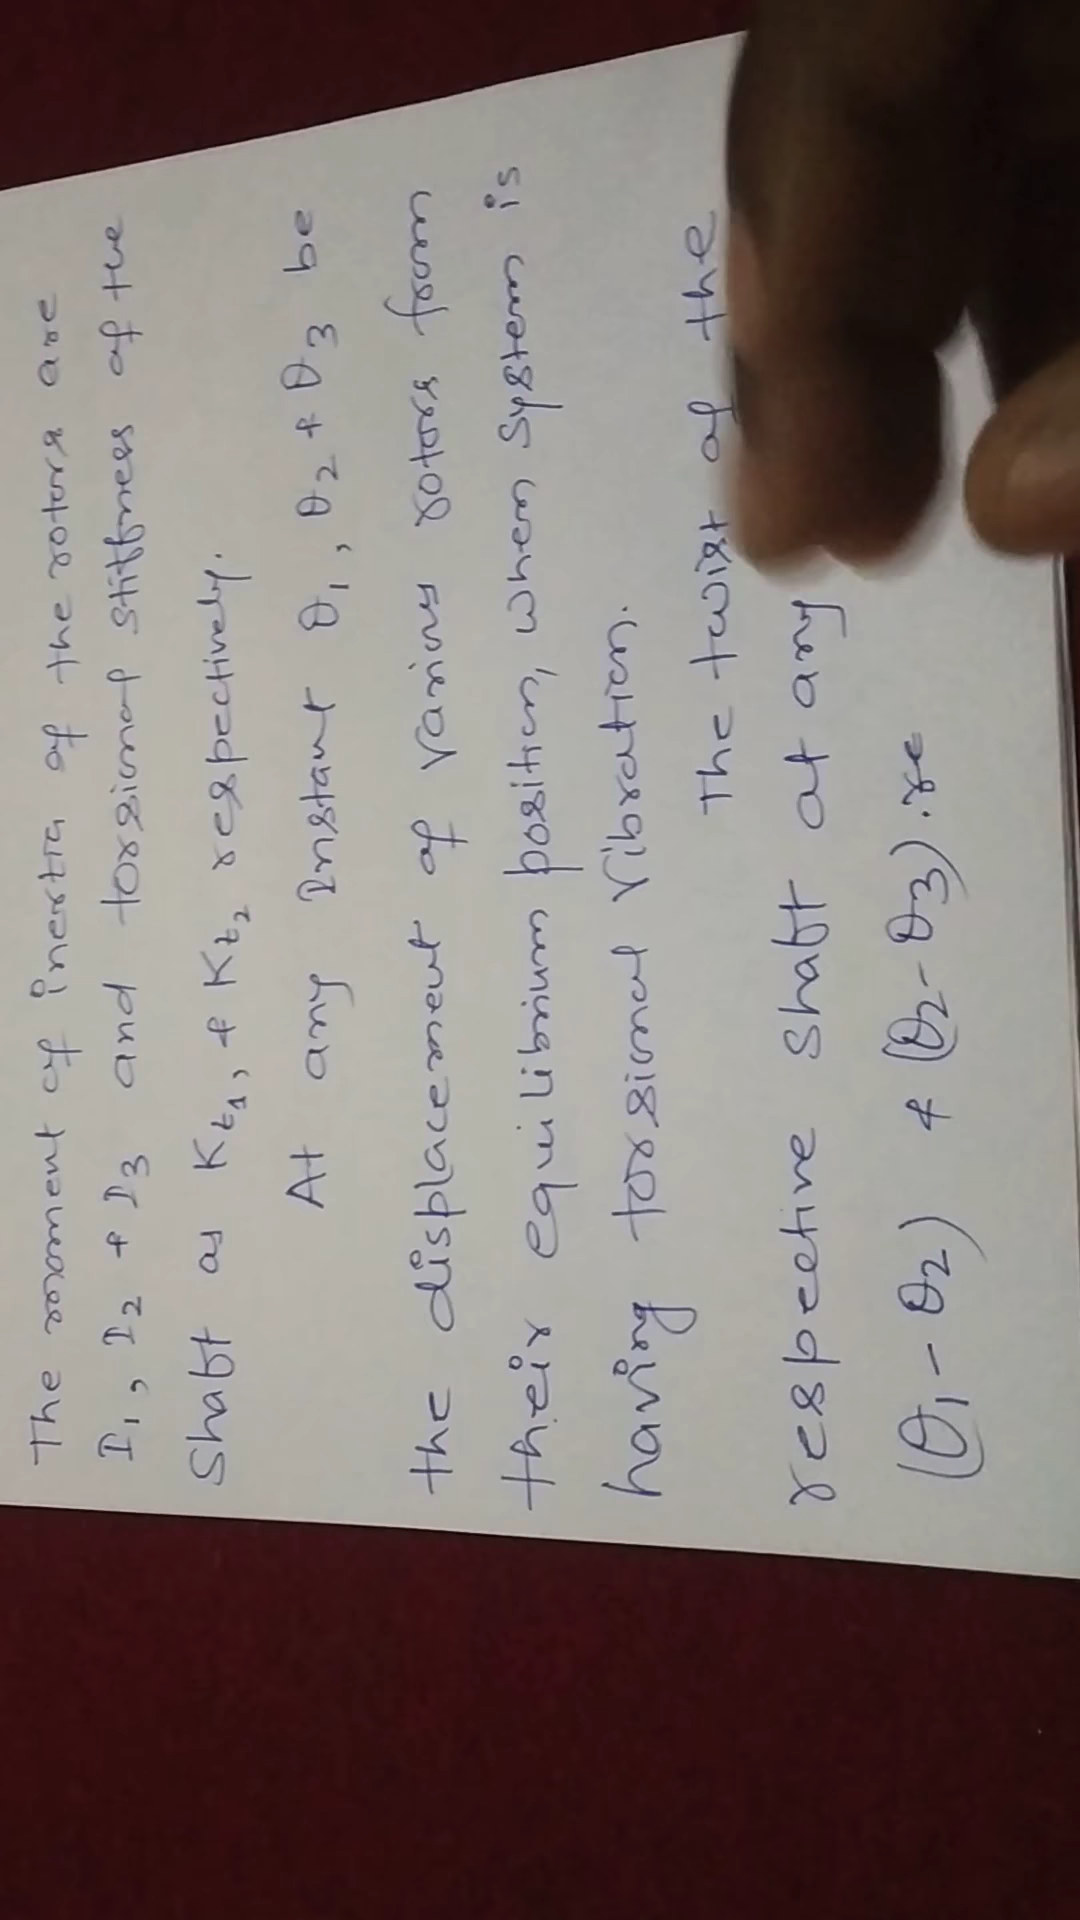 The moment of inertia of the rotors are
I1, I2 & I3 and torsional stiffness of the
Shaft as Kt1, & Kt2 respectively.
At any Instant θ1, θ2 & θ3 be
the displacement of various rotors from
their equilibrium position, when system is
having torsional vibration.
The twist of the
respective shaft at any
(θ1-θ2) & (θ2-θ3).re